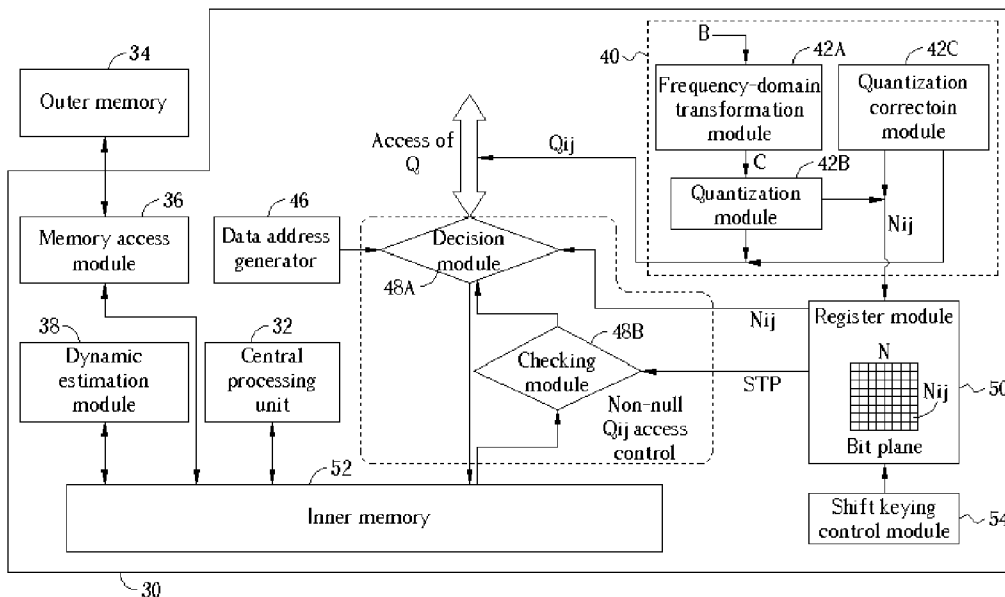 34
Outer memory
36
Memory access
module
38
Dynamic
estimation
module
32
Central
processing
unit
46
Data address
generator
Access of
Q
Qij
Decision
module
48A
48B
Checking
module
Non-null
Qij access
control
52
Inner memory
30
40
B
42A
Frequency-domain
transformation
module
42C
Quantization
correctoin
module
C
42B
Quantization
module
Nij
Nij
STP
Register module
N
Nij
Bit plane
50
Shift keying
control module
54